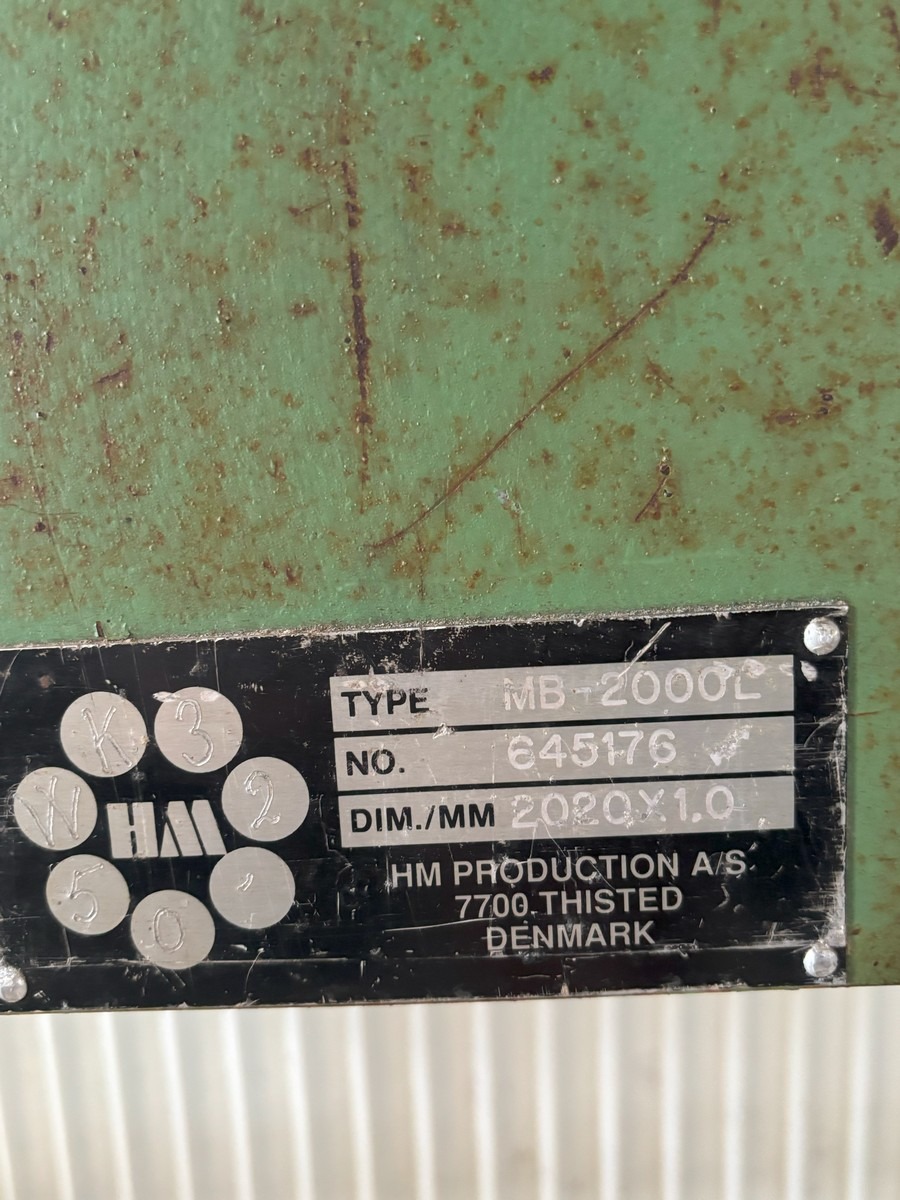 TYPE MB-2000L
NO. 645176
DIM./MM 2020X1.0
HM PRODUCTION A/S
7700 THISTED
DENMARK
K 3
W 2
HM
5 0